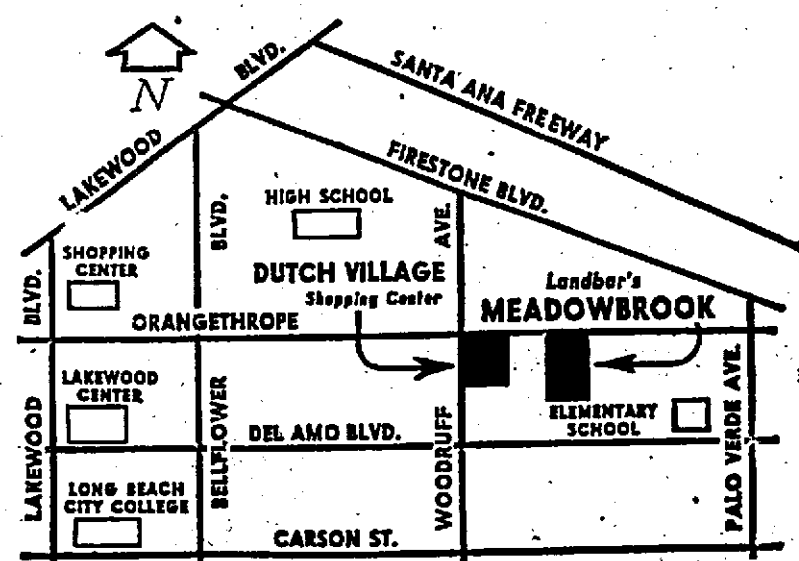 N
BLVD.
LAKEWOOD
SANTA ANA FREEWAY
FIRESTONE BLVD.
HIGH SCHOOL
BLVD.
AVE.
SHOPPING
CENTER
DUTCH VILLAGE
Shopping Center
Landbar's
MEADOWBROOK
BLVD.
ORANGETHROPE
LAKEWOOD
CENTER
LAKEWOOD
BELLFLOWER
DEL AMO BLVD.
WOODRUFF
ELEMENTARY
SCHOOL
PALO VERDE AVE.
LONG BEACH
CITY COLLEGE
CARSON ST.